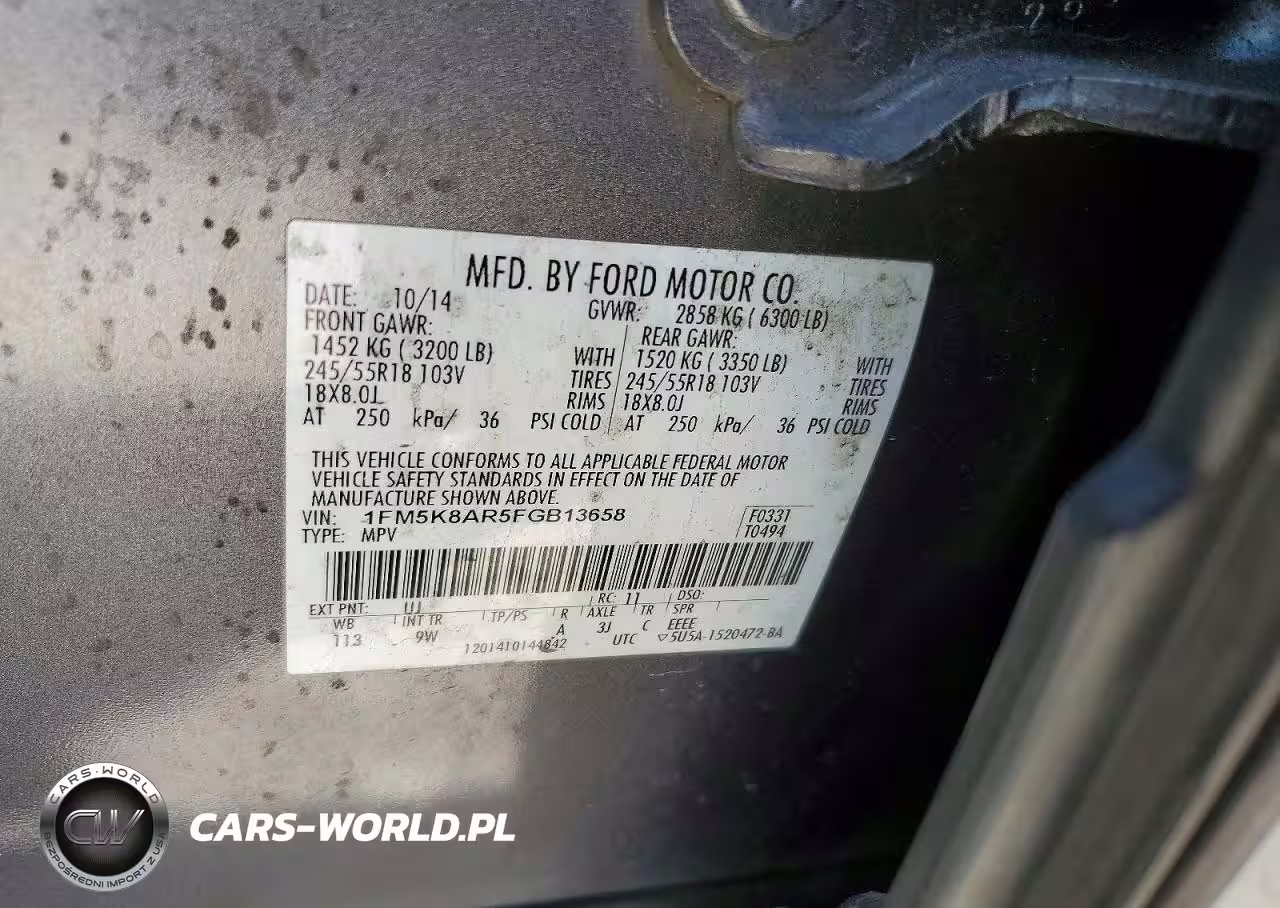 MFD. BY FORD MOTOR CO.
DATE: 10/14 GVWR: 2858 KG ( 6300 LB)
FRONT GAWR: REAR GAWR:
1452 KG ( 3200 LB) WITH 1520 KG ( 3350 LB) WITH
245/55R18 103V TIRES 245/55R18 103V TIRES
18X8.0J RIMS 18X8.0J RIMS
AT 250 kPa/ 36 PSI COLD AT 250 kPa/ 36 PSI COLD
THIS VEHICLE CONFORMS TO ALL APPLICABLE FEDERAL MOTOR
VEHICLE SAFETY STANDARDS IN EFFECT ON THE DATE OF
MANUFACTURE SHOWN ABOVE.
VIN: 1FM5K8AR5FGB13658 F0331
TYPE: MPV T0494
EXT PNT: UJ RC: 11 DSO:
WB INT TR TP/PS R AXLE TR SPR
113 9W A 3J C EEEE
1201410144842 UTC ▽5U5A-1520472-BA
CARS-WORLD
CW
BEZPOŚREDNI IMPORT Z USA
CARS-WORLD.PL